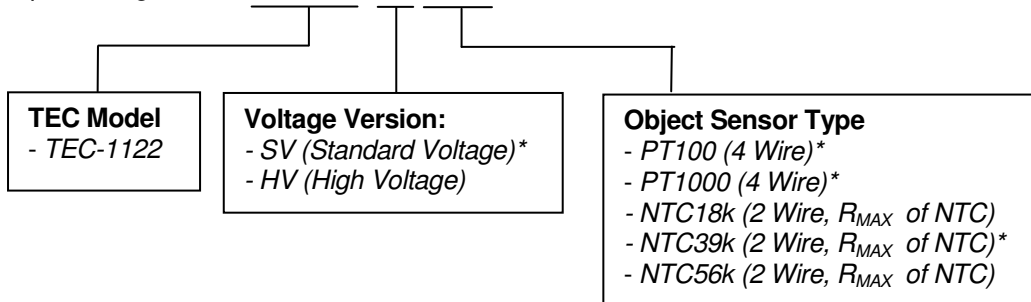 TEC Model
- TEC-1122
Voltage Version:
- SV (Standard Voltage)*
- HV (High Voltage)
Object Sensor Type
- PT100 (4 Wire)*
- PT1000 (4 Wire)*
- NTC18k (2 Wire, RMAX of NTC)
- NTC39k (2 Wire, RMAX of NTC)*
- NTC56k (2 Wire, RMAX of NTC)